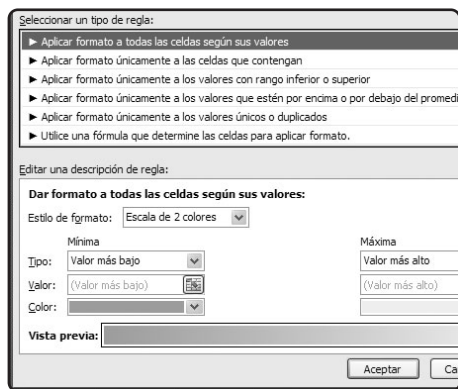 Seleccionar un tipo de regla:
► Aplicar formato a todas las celdas según sus valores
► Aplicar formato únicamente a las celdas que contengan
► Aplicar formato únicamente a los valores con rango inferior o superior
► Aplicar formato únicamente a los valores que estén por encima o por debajo del promedi
► Aplicar formato únicamente a los valores únicos o duplicados
► Utilice una fórmula que determine las celdas para aplicar formato.
Editar una descripción de regla:
Dar formato a todas las celdas según sus valores:
Estilo de formato: Escala de 2 colores
Mínima Máxima
Tipo: Valor más bajo Valor más alto
Valor: (Valor más bajo) (Valor más alto)
Color:
Vista previa:
Aceptar Ca